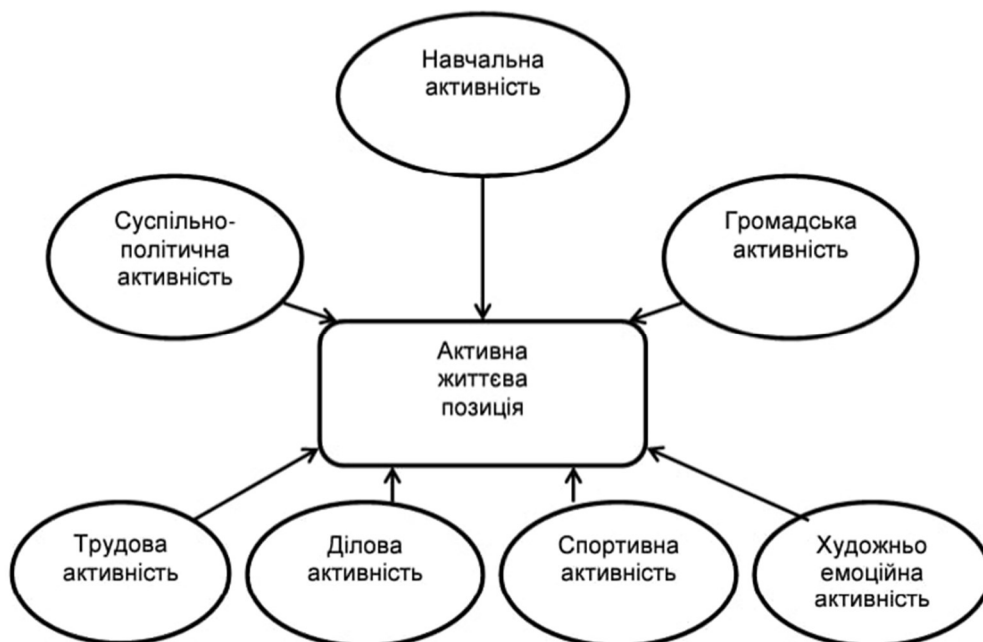 Навчальна
активність
Суспільно-
політична
активність
Громадська
активність
Активна
життєва
позиція
Трудова
активність
Ділова
активність
Спортивна
активність
Художньо
емоційна
активність